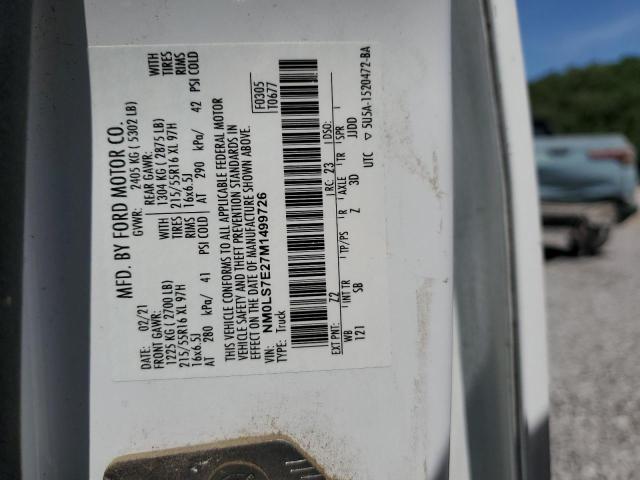 MFD. BY FORD MOTOR CO.
DATE: 02/21 GVWR: 2405 KG ( 5302 LB)
FRONT GAWR: REAR GAWR: WITH
1225 KG ( 2700 LB) 1304 KG ( 2875 LB) TIRES
215/55R16 XL 97H 215/55R16 XL 97H RIMS
16x6.5J 16x6.5J
AT 280 kPa/ 41 PSI COLD AT 290 kPa/ 42 PSI COLD
WITH
TIRES
RIMS
THIS VEHICLE CONFORMS TO ALL APPLICABLE FEDERAL MOTOR
VEHICLE SAFETY AND THEFT PREVENTION STANDARDS IN
EFFECT ON THE DATE OF MANUFACTURE SHOWN ABOVE.
VIN: NM0LS7E27M1499726
TYPE: Truck
F0305
T0677
EXT PNT: Z2 RC: 23 DSO:
WB INT TR TP/PS R AXLE TR SPR
121 SB Z 3D JJDD
UTC ▽ 5U5A-1520472-BA